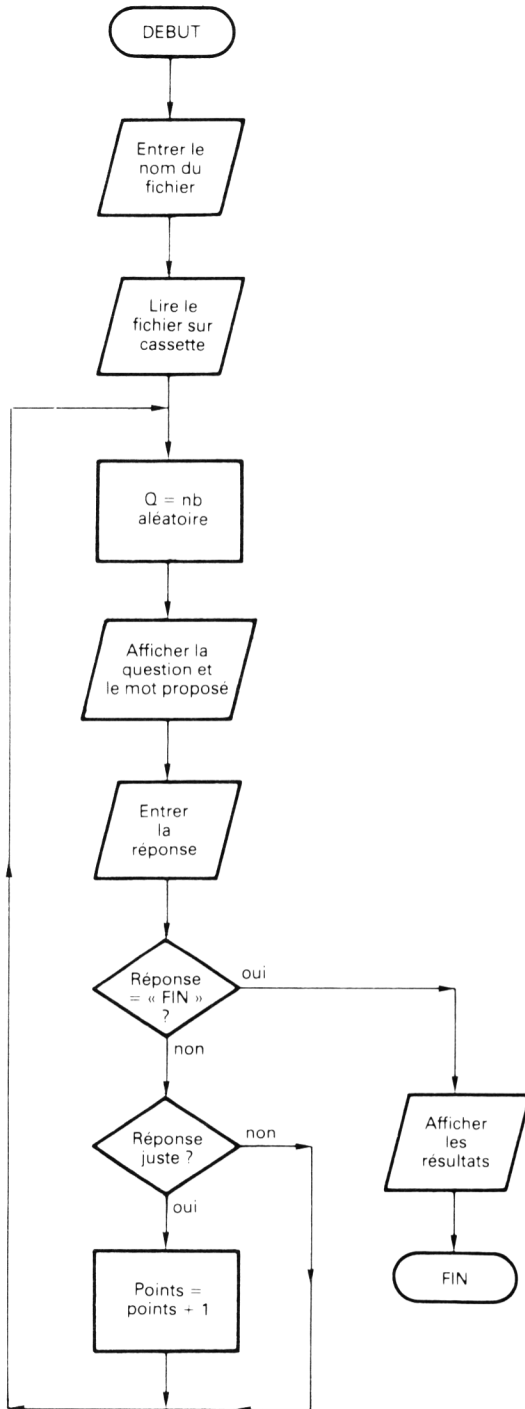 DEBUT
Entrer le
nom du
fichier
Lire le
fichier sur
cassette
Q = nb
aléatoire
Afficher la
question et
le mot proposé
Entrer
la
réponse
Réponse
= « FIN »
?
oui
non
Réponse
juste ?
non
oui
Points =
points + 1
Afficher
les
résultats
FIN